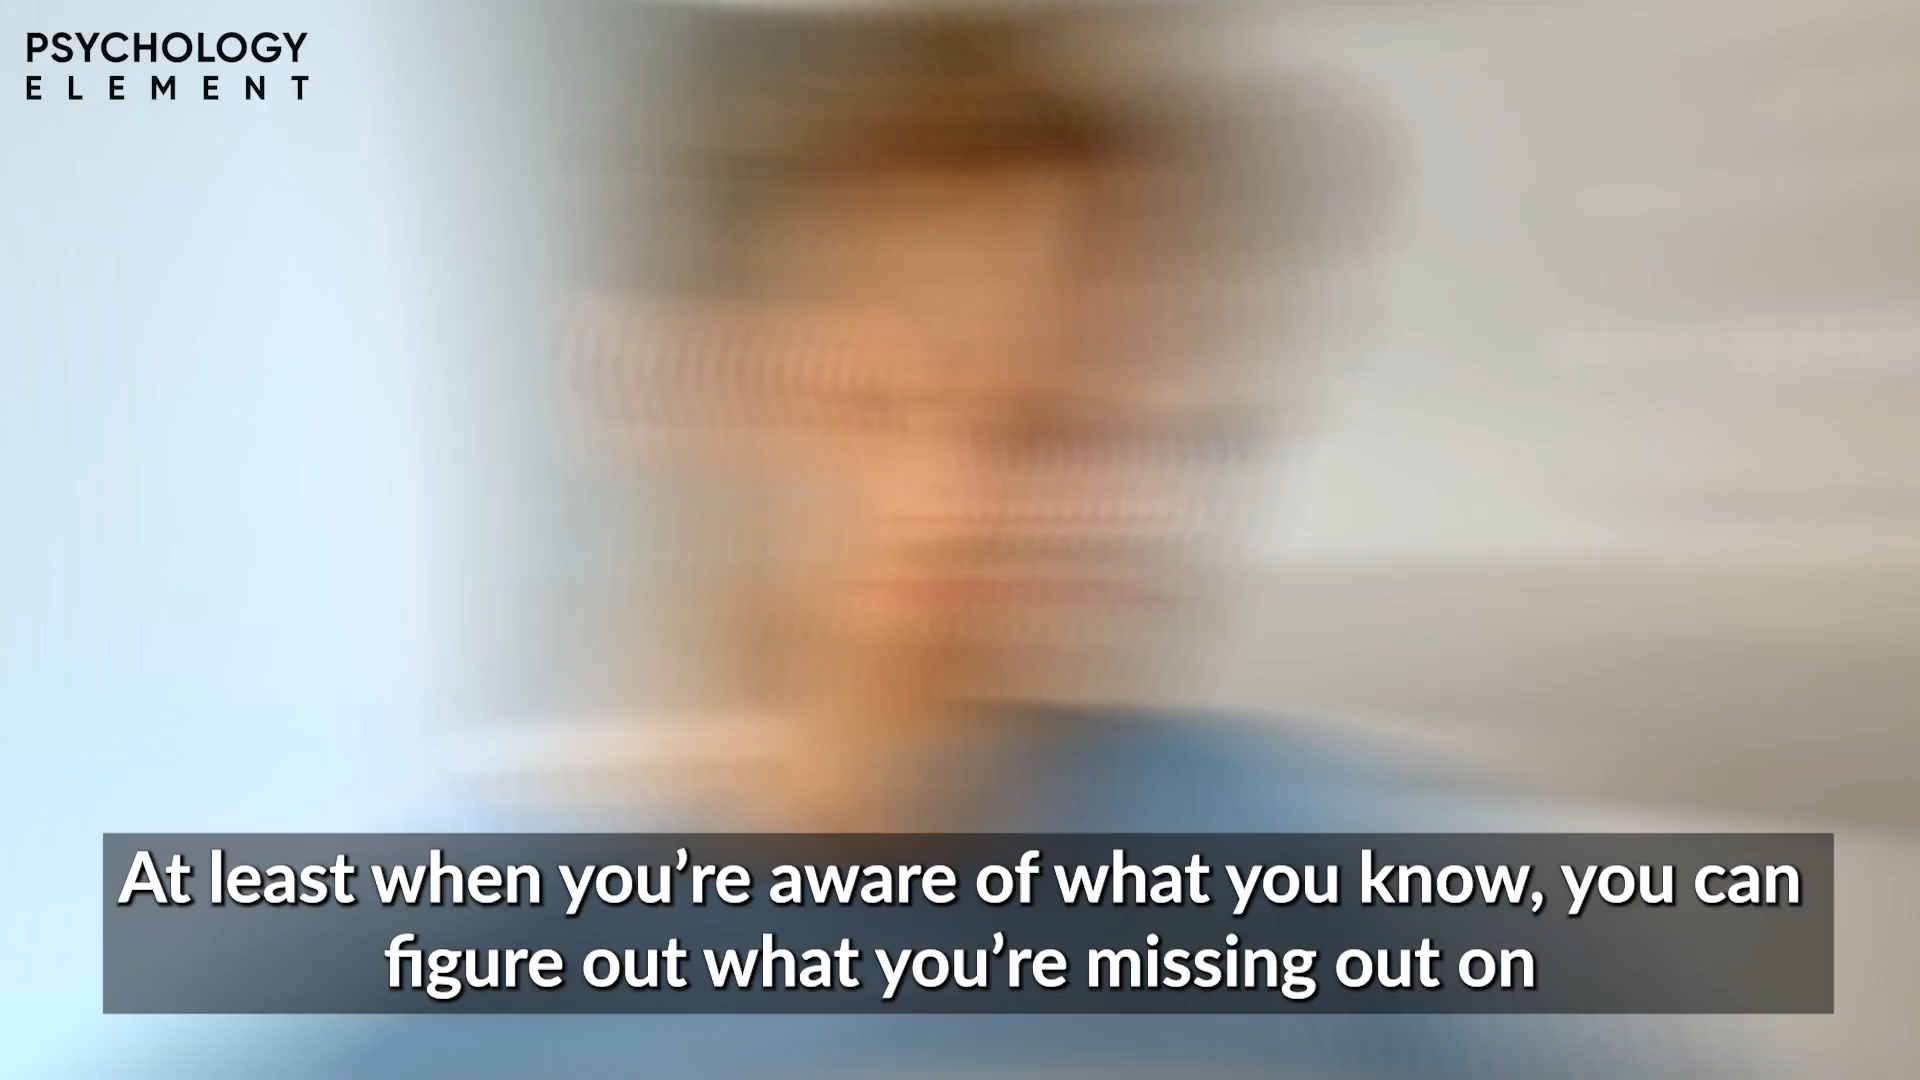 PSYCHOLOGY
ELEMENT
At least when you’re aware of what you know, you can
figure out what you’re missing out on